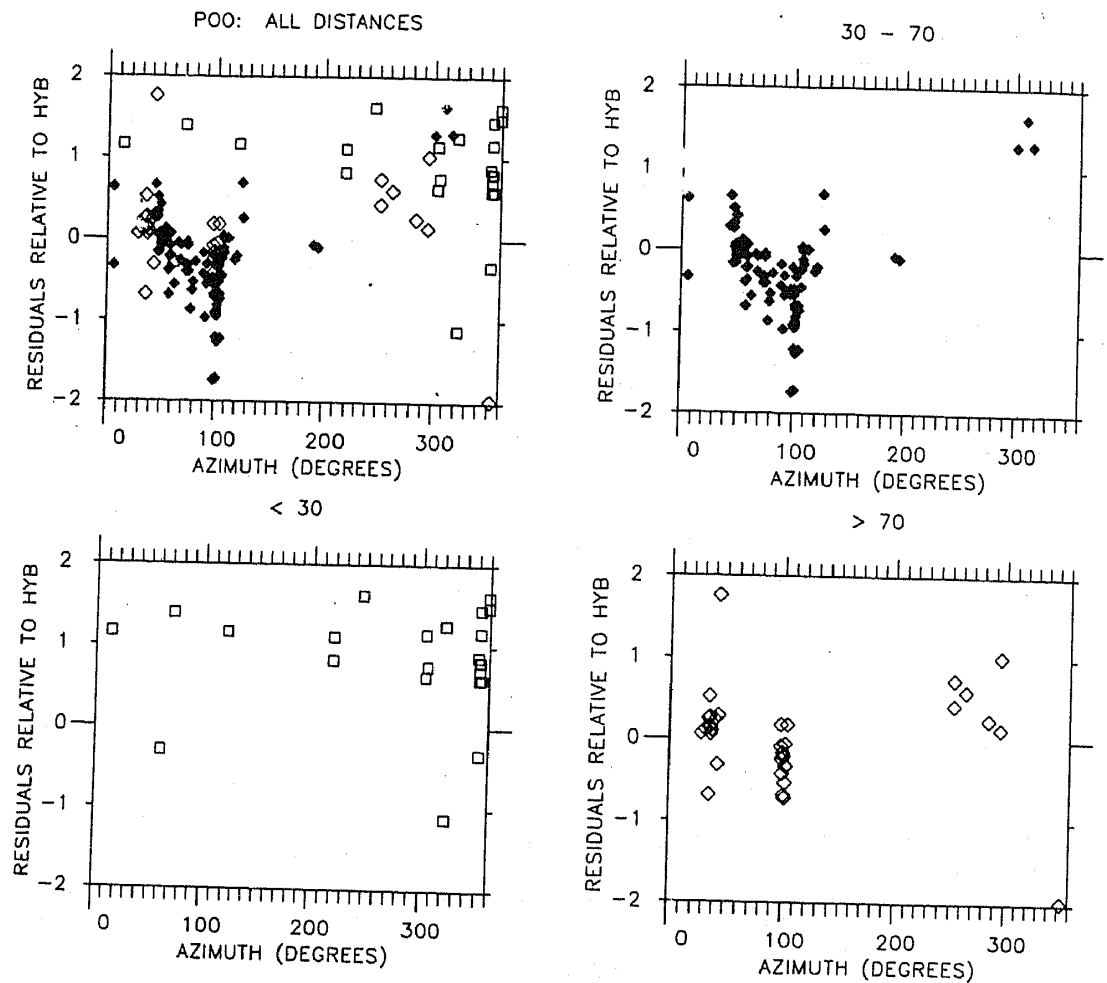 POO: ALL DISTANCES
RESIDUALS RELATIVE TO HYB
2
1
0
-1
-2
0 100 200 300
AZIMUTH (DEGREES)
30 - 70
RESIDUALS RELATIVE TO HYB
2
1
0
-1
-2
0 100 200 300
AZIMUTH (DEGREES)
< 30
RESIDUALS RELATIVE TO HYB
2
1
0
-1
-2
0 100 200 300
AZIMUTH (DEGREES)
> 70
RESIDUALS RELATIVE TO HYB
2
1
0
-1
-2
0 100 200 300
AZIMUTH (DEGREES)